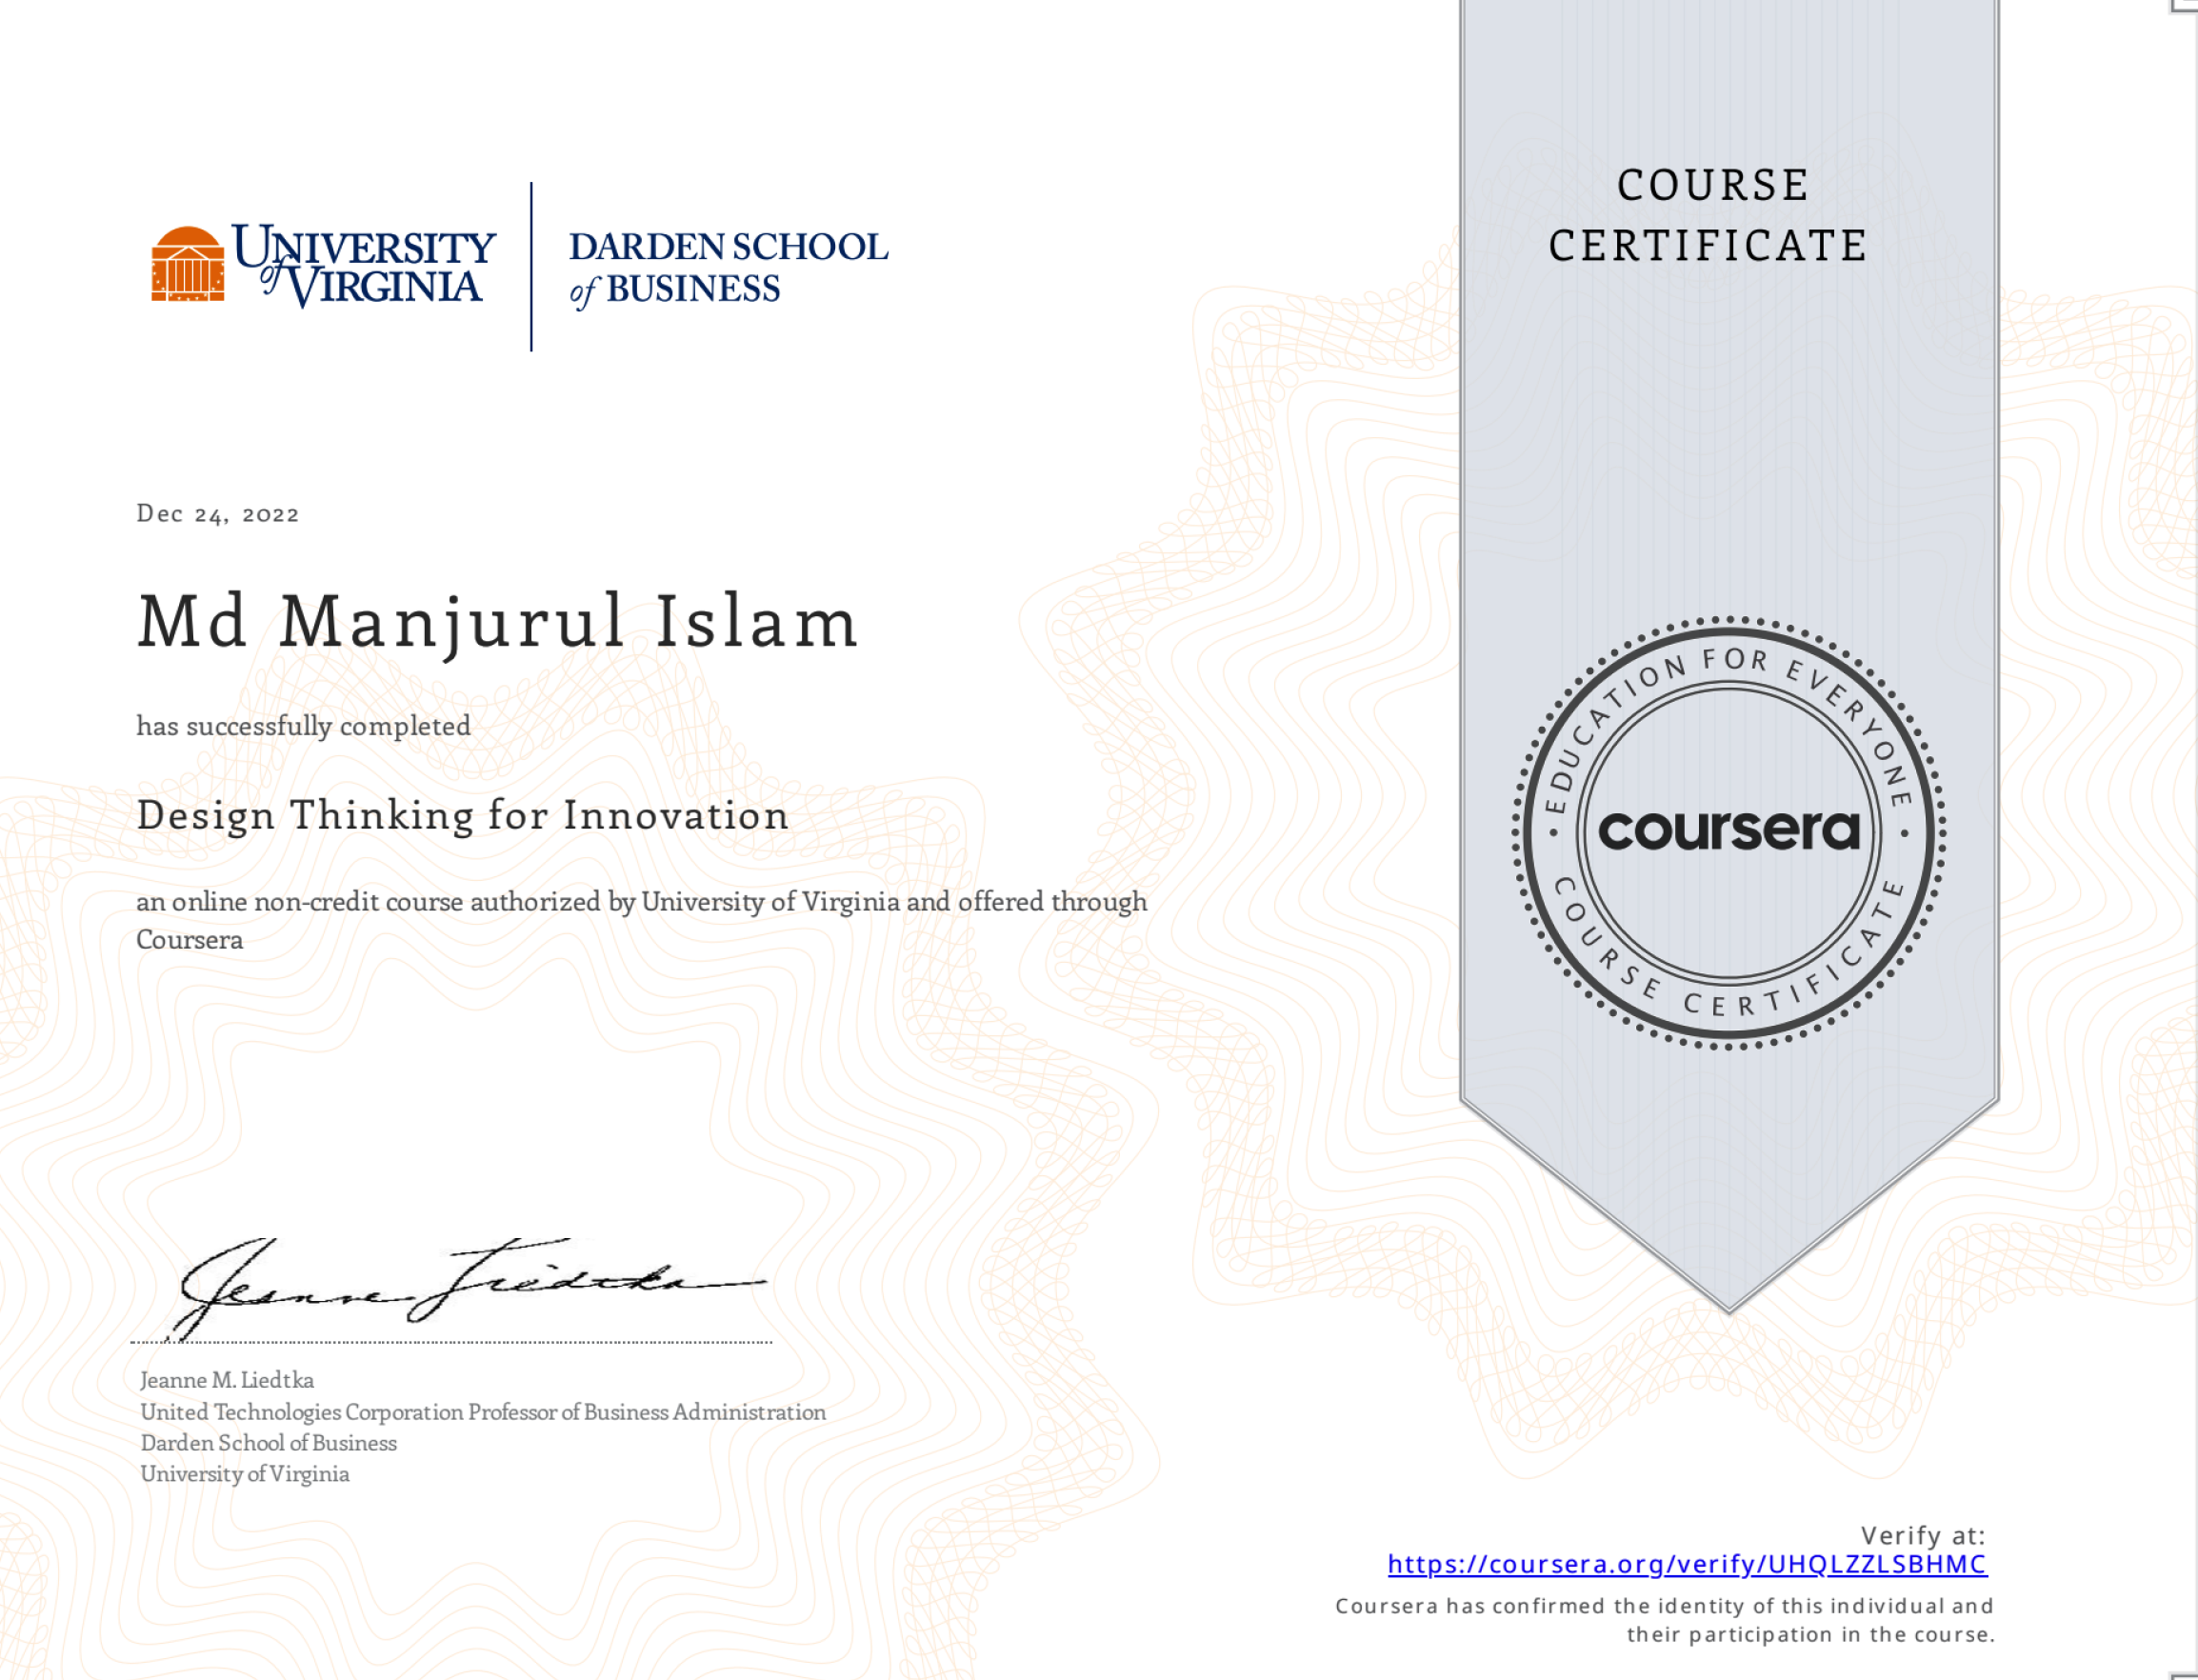 UNIVERSITY
of VIRGINIA
DARDEN SCHOOL
of BUSINESS
COURSE
CERTIFICATE
Dec 24, 2022
Md Manjurul Islam
has successfully completed
Design Thinking for Innovation
an online non-credit course authorized by University of Virginia and offered through
Coursera
EDUCATION FOR EVERYONE
coursera
COURSE CERTIFICATE
Jeanne Liedtka
Jeanne M. Liedtka
United Technologies Corporation Professor of Business Administration
Darden School of Business
University of Virginia
Verify at:
https://coursera.org/verify/UHQLZZLSBHMC
Coursera has confirmed the identity of this individual and
their participation in the course.